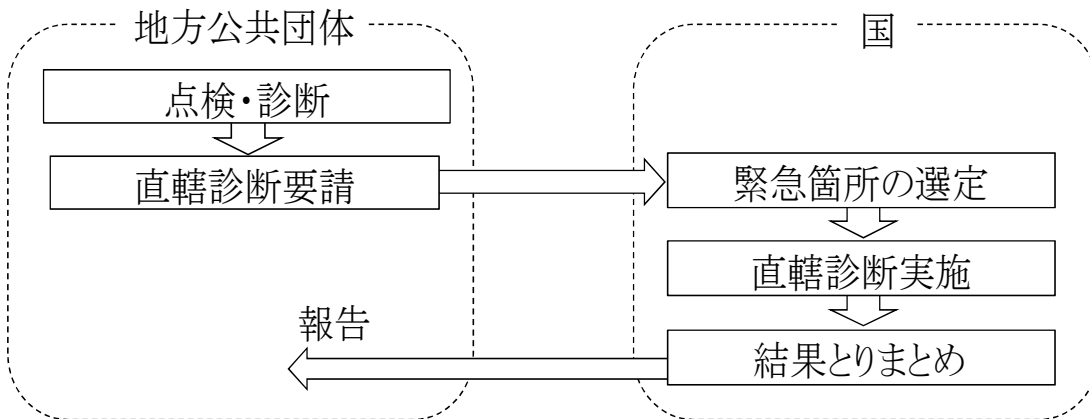 地方公共団体
点検・診断
直轄診断要請
国
緊急箇所の選定
直轄診断実施
結果とりまとめ
報告